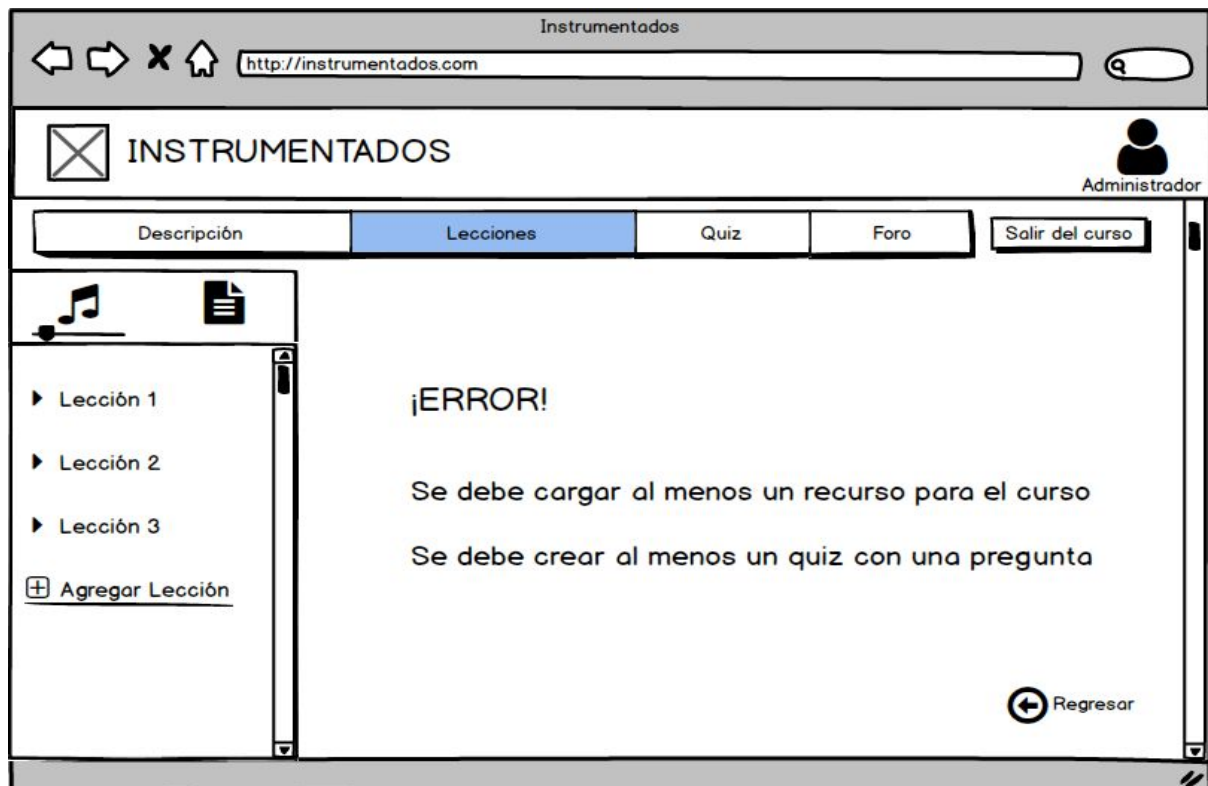 Instrumentados
http://instrumentados.com
INSTRUMENTADOS
Administrador
Descripción
Lecciones
Quiz
Foro
Salir del curso
Lección 1
Lección 2
Lección 3
Agregar Lección
¡ERROR!
Se debe cargar al menos un recurso para el curso
Se debe crear al menos un quiz con una pregunta
Regresar